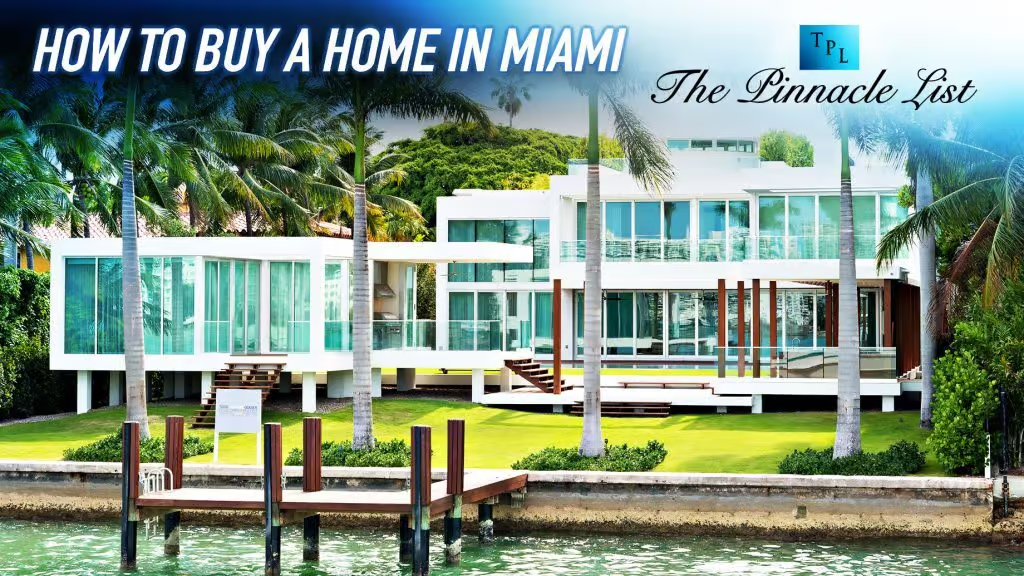 HOW TO BUY A HOME IN MIAMI
TPL
The Pinnacle List